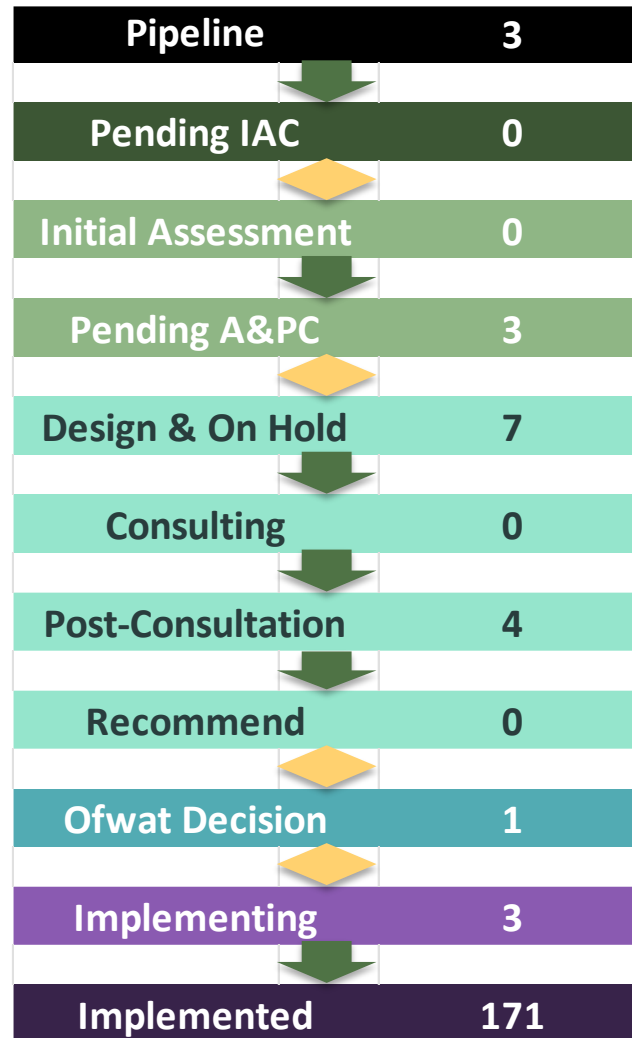 Pipeline 3
Pending IAC 0
Initial Assessment 0
Pending A&PC 3
Design & On Hold 7
Consulting 0
Post-Consultation 4
Recommend 0
Ofwat Decision 1
Implementing 3
Implemented 171